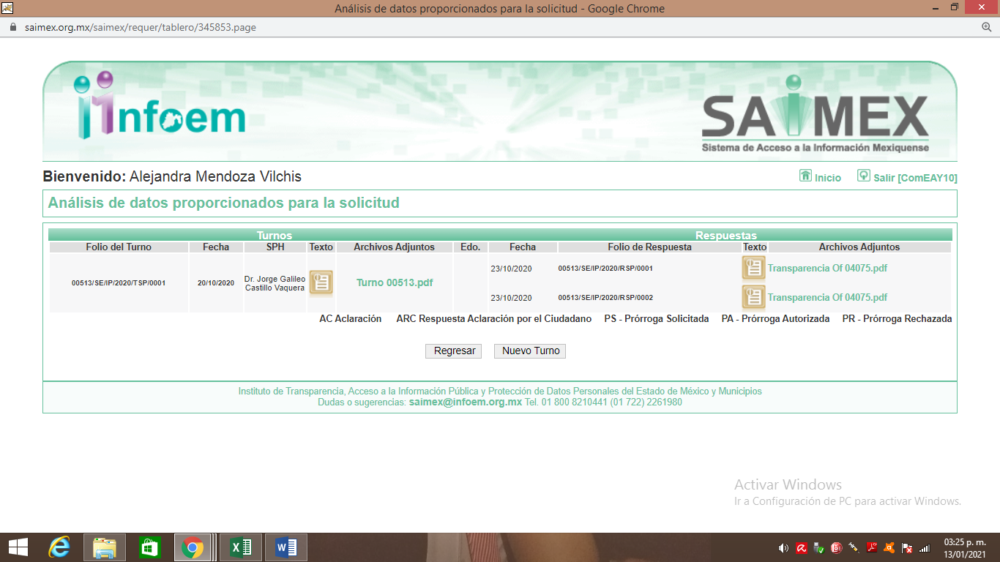 Análisis de datos proporcionados para la solicitud - Google Chrome
saimex.org.mx/saimex/requer/tablero/345853.page
infoem
SAIMEX
Sistema de Acceso a la Información Mexiquense
Bienvenido: Alejandra Mendoza Vilchis
Inicio Salir [ComEAY10]
Análisis de datos proporcionados para la solicitud
Turnos Respuestas
Folio del Turno Fecha SPH Texto Archivos Adjuntos Edo. Fecha Folio de Respuesta Texto Archivos Adjuntos
00513/SE/IP/2020/TSP/0001 20/10/2020 Dr. Jorge Galileo
Castillo Vaquera
Turno 00513.pdf
23/10/2020 00513/SE/IP/2020/RSP/0001 Transparencia Of 04075.pdf
23/10/2020 00513/SE/IP/2020/RSP/0002 Transparencia Of 04075.pdf
AC Aclaración ARC Respuesta Aclaración por el Ciudadano PS - Prórroga Solicitada PA - Prórroga Autorizada PR - Prórroga Rechazada
Regresar Nuevo Turno
Instituto de Transparencia, Acceso a la Información Pública y Protección de Datos Personales del Estado de México y Municipios
Dudas o sugerencias: saimex@infoem.org.mx Tel. 01 800 8210441 (01 722) 2261980
Activar Windows
Ir a Configuración de PC para activar Windows.
03:25 p. m.
13/01/2021